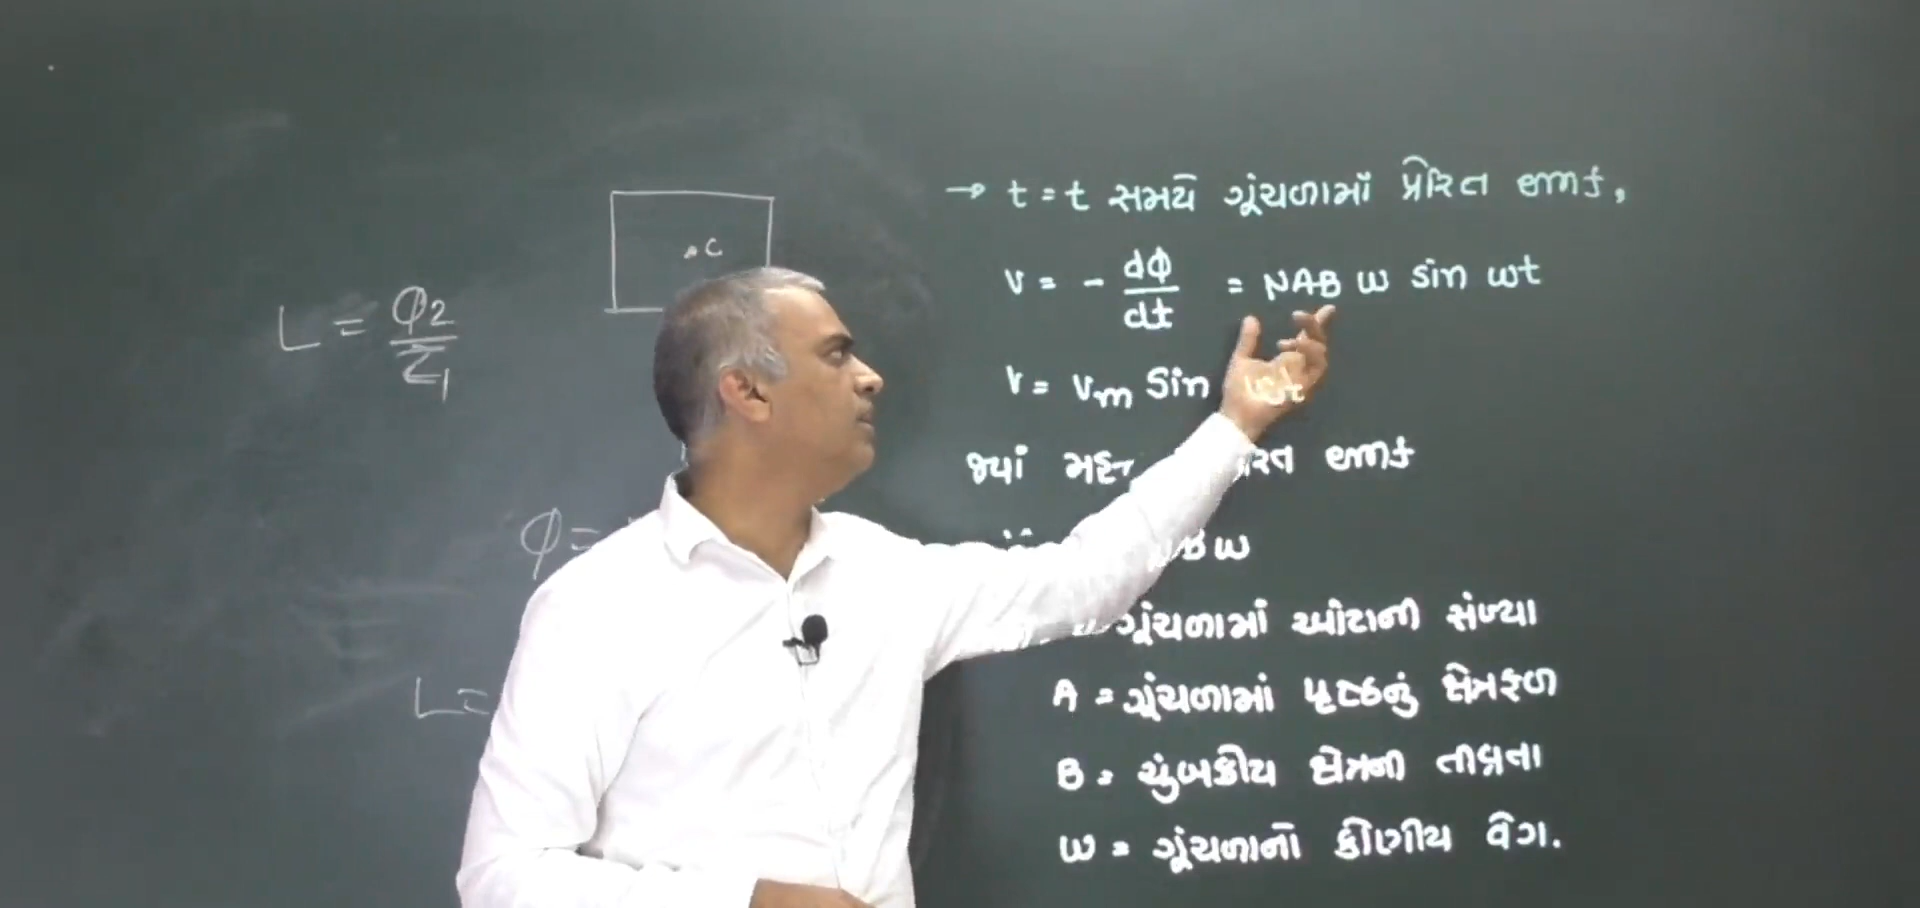 → t = t સમયે ગૂંચળામાં પ્રેરિત emf,
V = - dϕ/dt = NAB ω sin ωt
V = Vm Sin ωt
જ્યાં emf
ω
ગૂંચળામાં આંટાની સંખ્યા
A = ગૂંચળામાં પૃષ્ઠનું ક્ષેત્રફળ
B = ચુંબકીય ક્ષેત્રની તીવ્રતા
ω = ગૂંચળાનો કોણીય વેગ.
.C
L = ϕ2/I1
ϕ =
L =